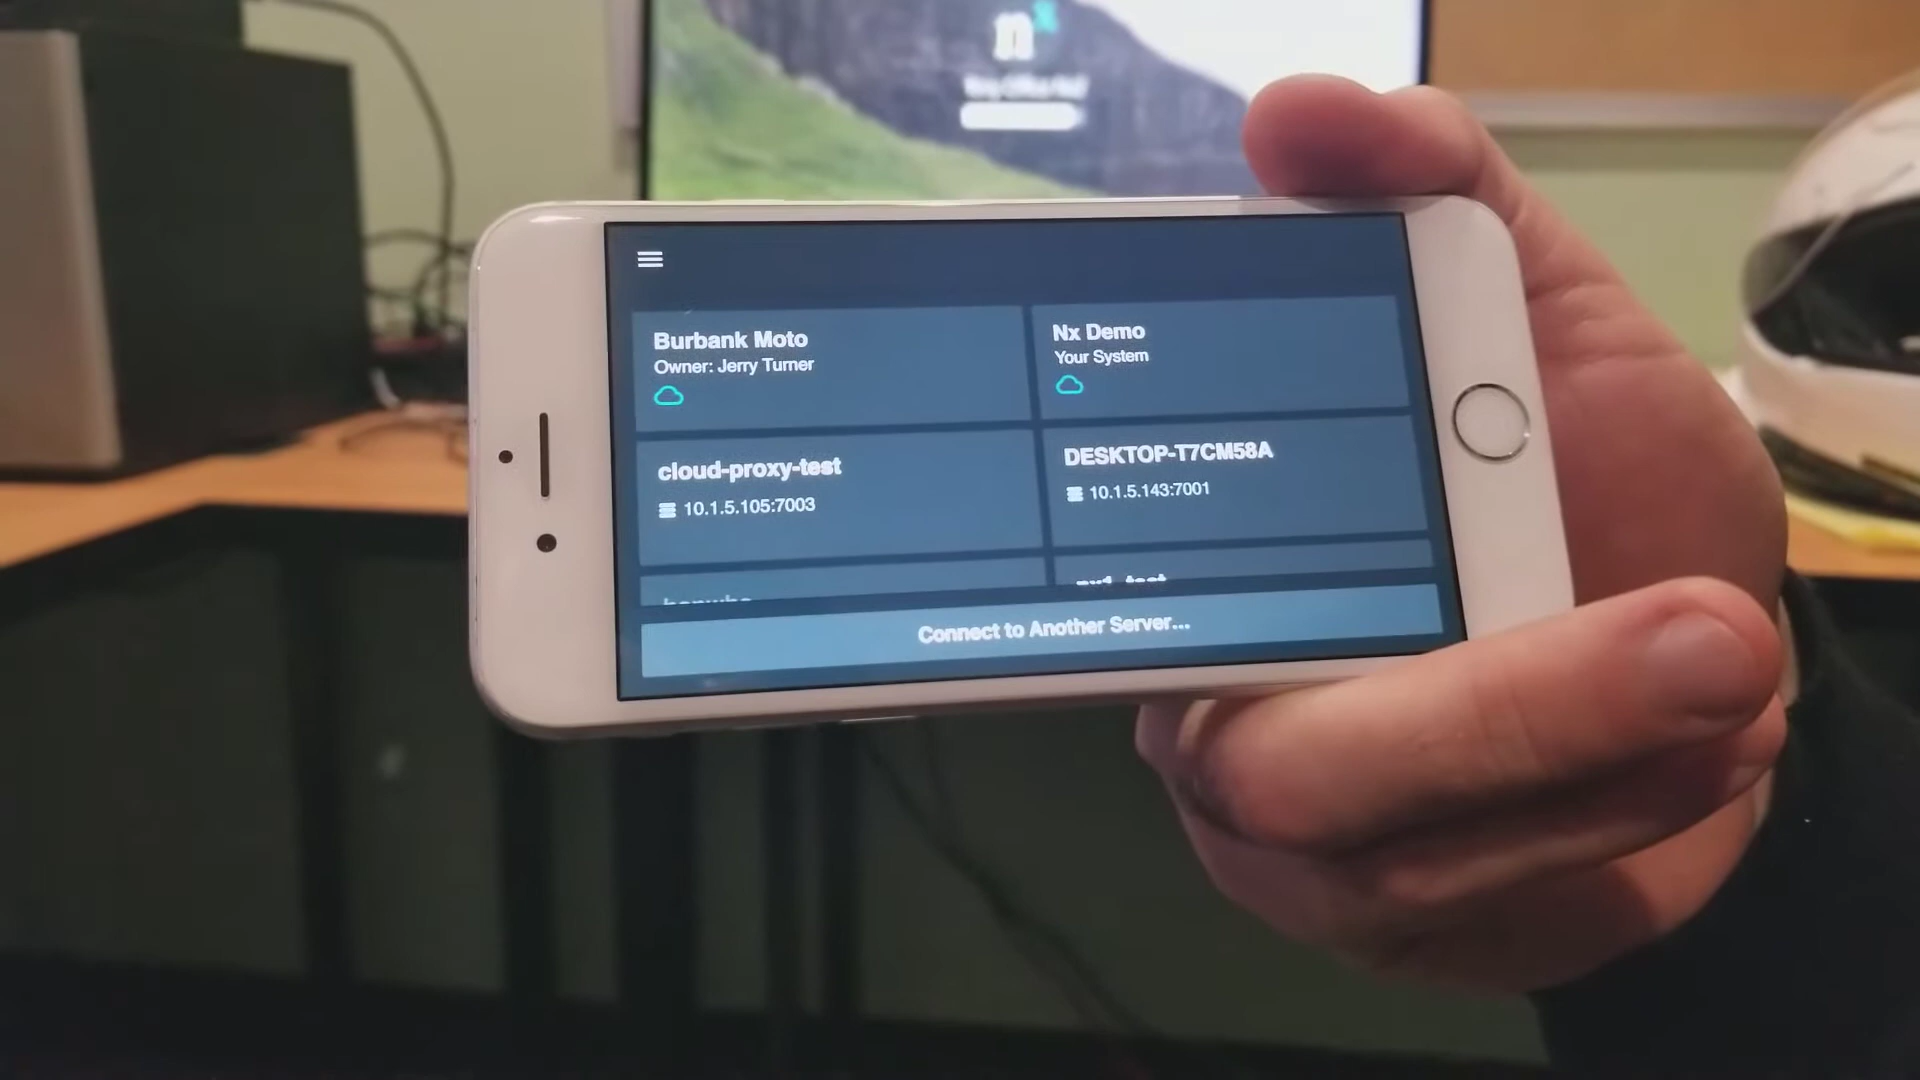 Burbank Moto
Owner: Jerry Turner
Nx Demo
Your System
cloud-proxy-test
10.1.5.105:7003
DESKTOP-T7CM58A
10.1.5.143:7001
Connect to Another Server...
nx